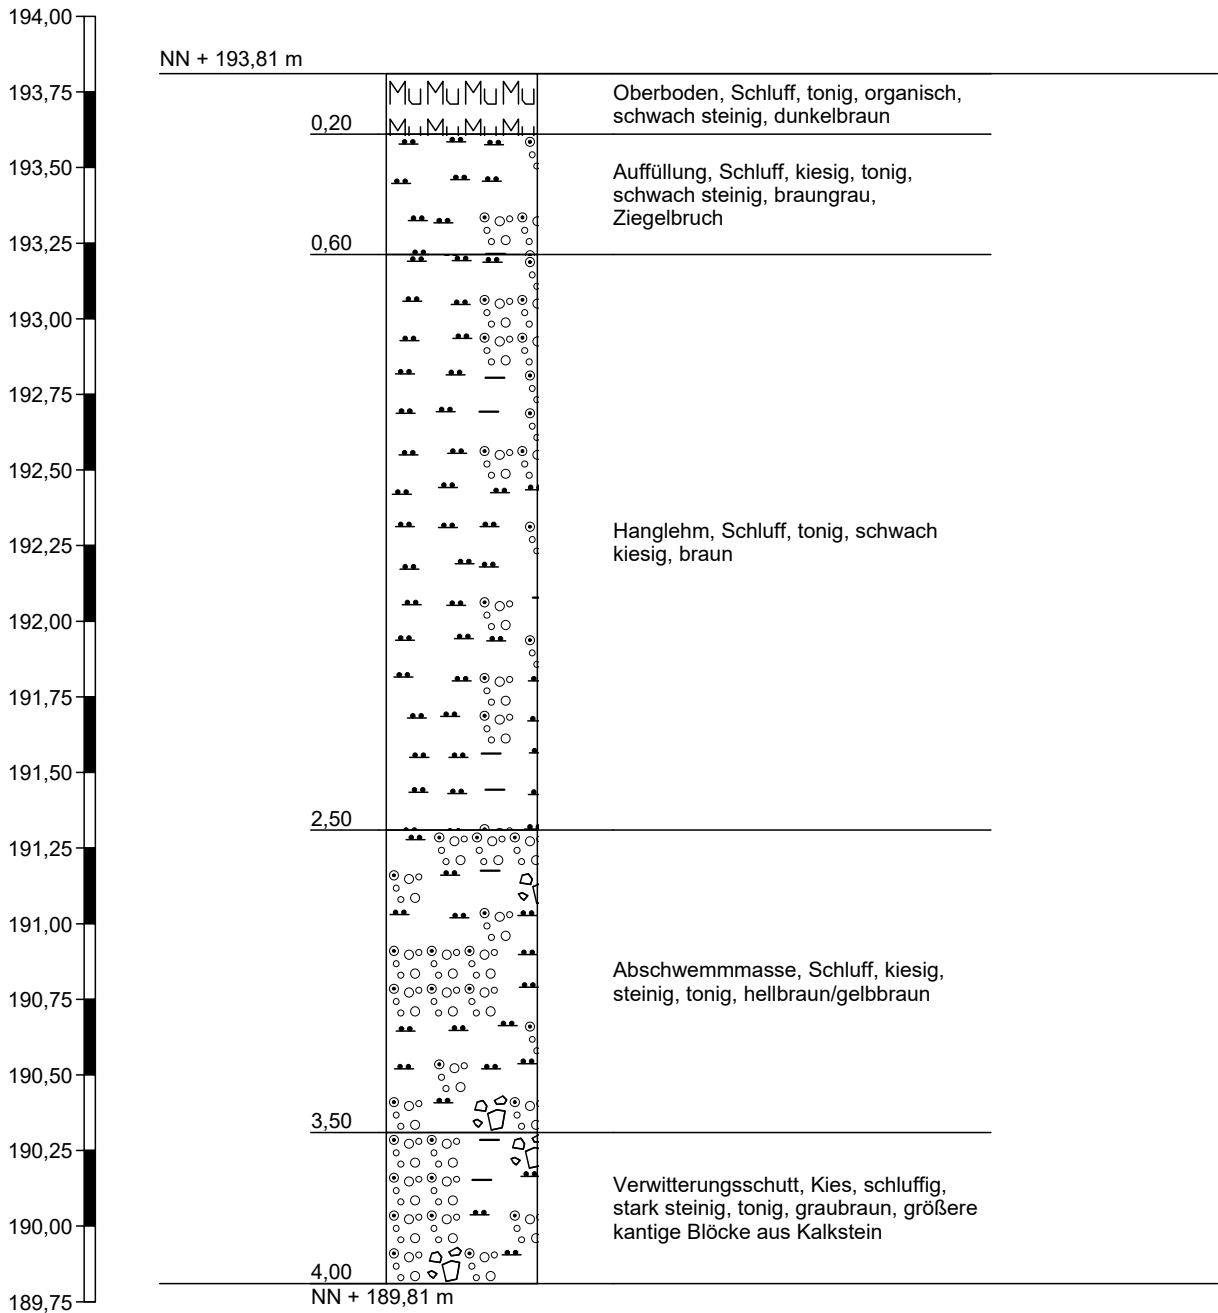 194,00
NN + 193,81 m
193,75
Mu Mu Mu Mu
Oberboden, Schluff, tonig, organisch,
schwach steinig, dunkelbraun
0,20
193,50
Auffüllung, Schluff, kiesig, tonig,
schwach steinig, braungrau,
Ziegelbruch
193,25
0,60
193,00
192,75
192,50
Hanglehm, Schluff, tonig, schwach
kiesig, braun
192,25
192,00
191,75
191,50
2,50
191,25
191,00
Abschwemmmasse, Schluff, kiesig,
steinig, tonig, hellbraun/gelbbraun
190,75
190,50
3,50
190,25
Verwitterungsschutt, Kies, schluffig,
stark steinig, tonig, graubraun, größere
kantige Blöcke aus Kalkstein
190,00
4,00
NN + 189,81 m
189,75